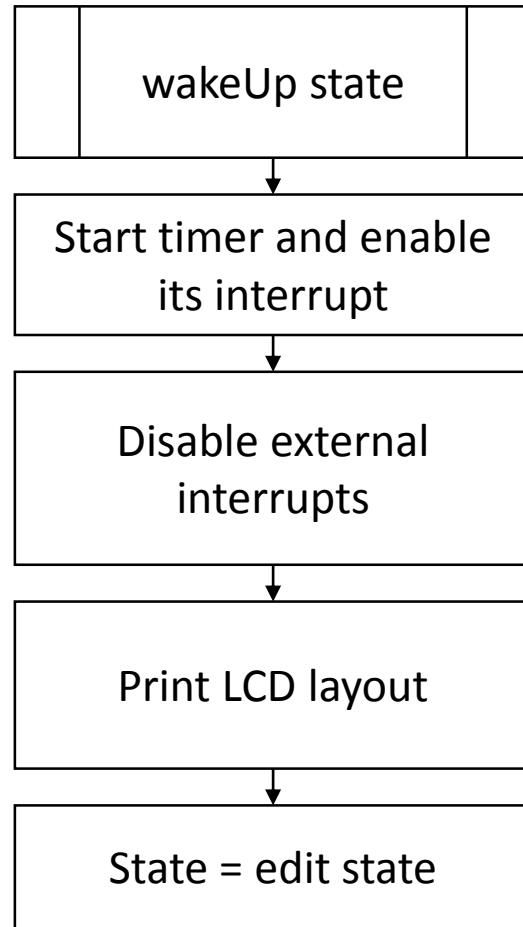 wakeUp state
Start timer and enable
its interrupt
Disable external
interrupts
Print LCD layout
State = edit state